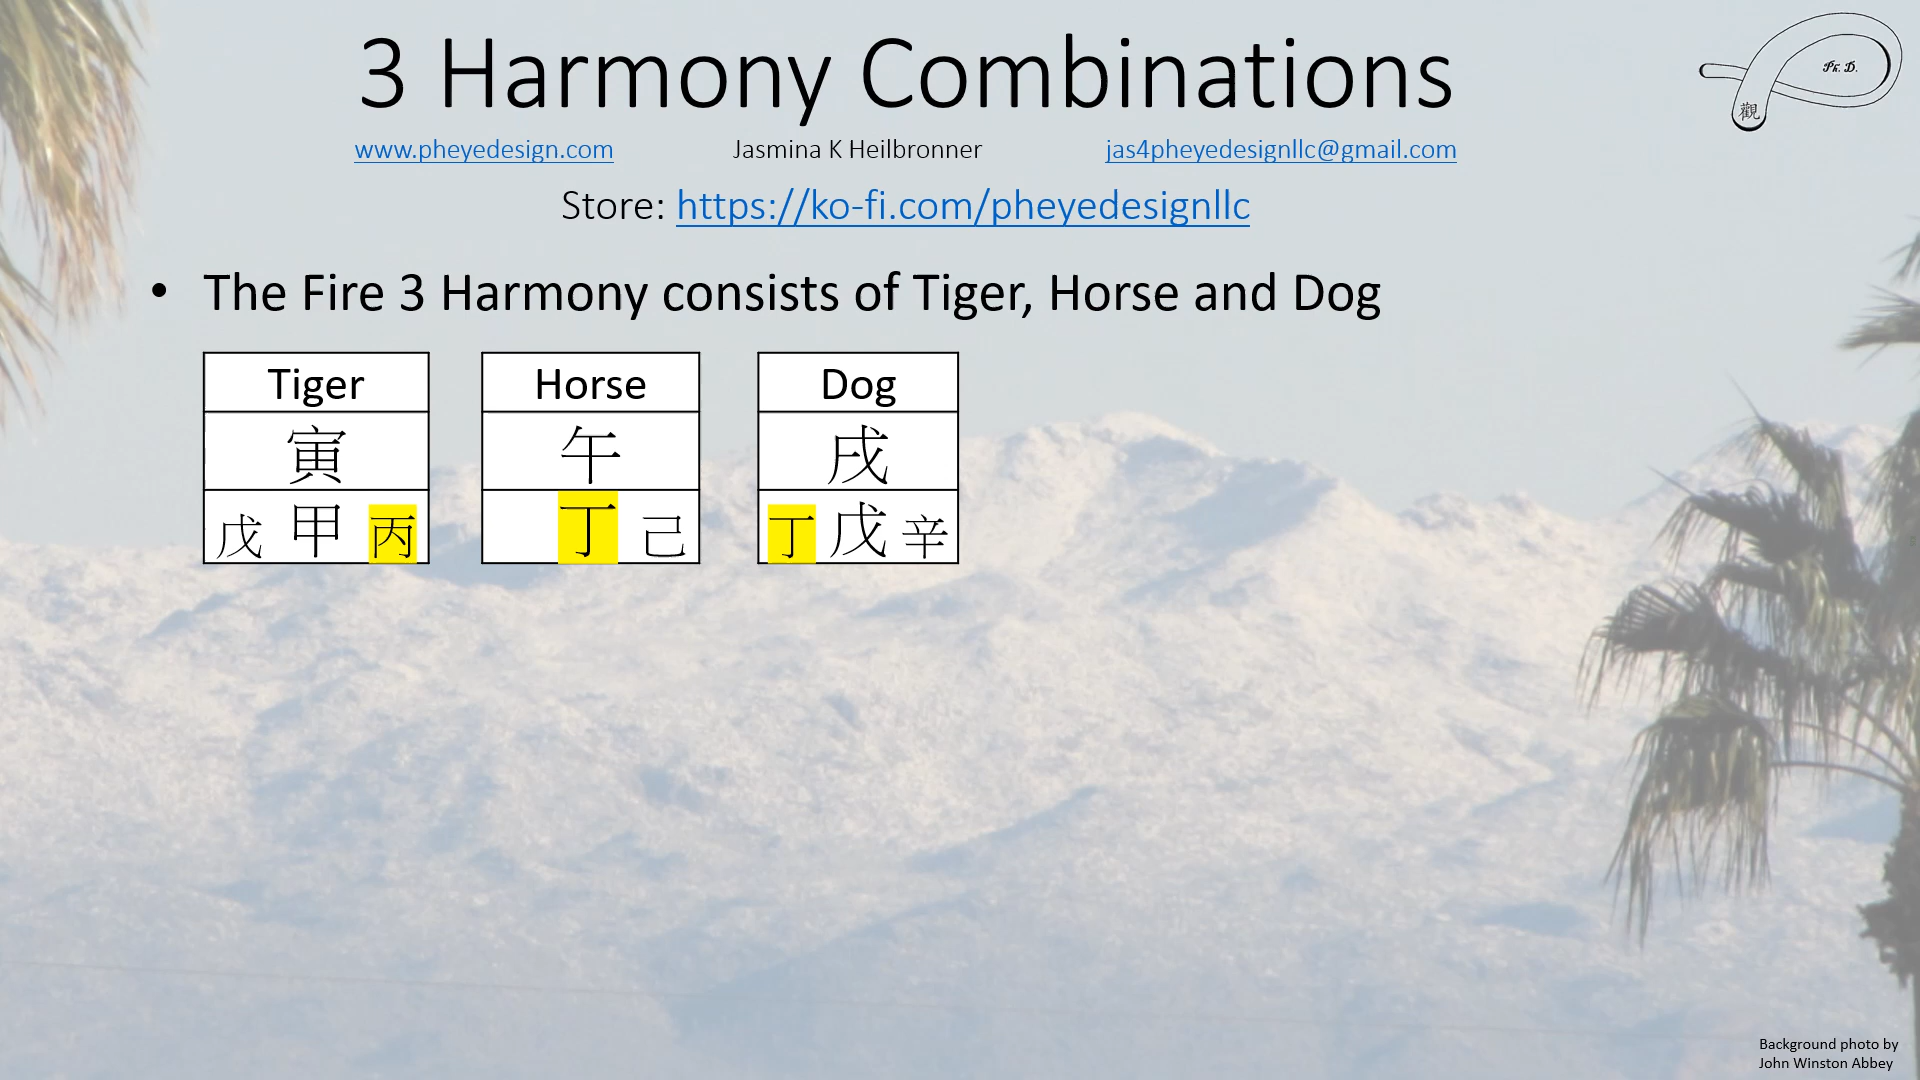 3 Harmony Combinations
Ph. D.
觀
www.pheyedesign.com Jasmina K Heilbronner jas4pheyedesignllc@gmail.com
Store: https://ko-fi.com/pheyedesignllc
• The Fire 3 Harmony consists of Tiger, Horse and Dog
Tiger Horse Dog
寅 午 戌
戊 甲 丙 丁 己 丁 戊 辛
Background photo by
John Winston Abbey